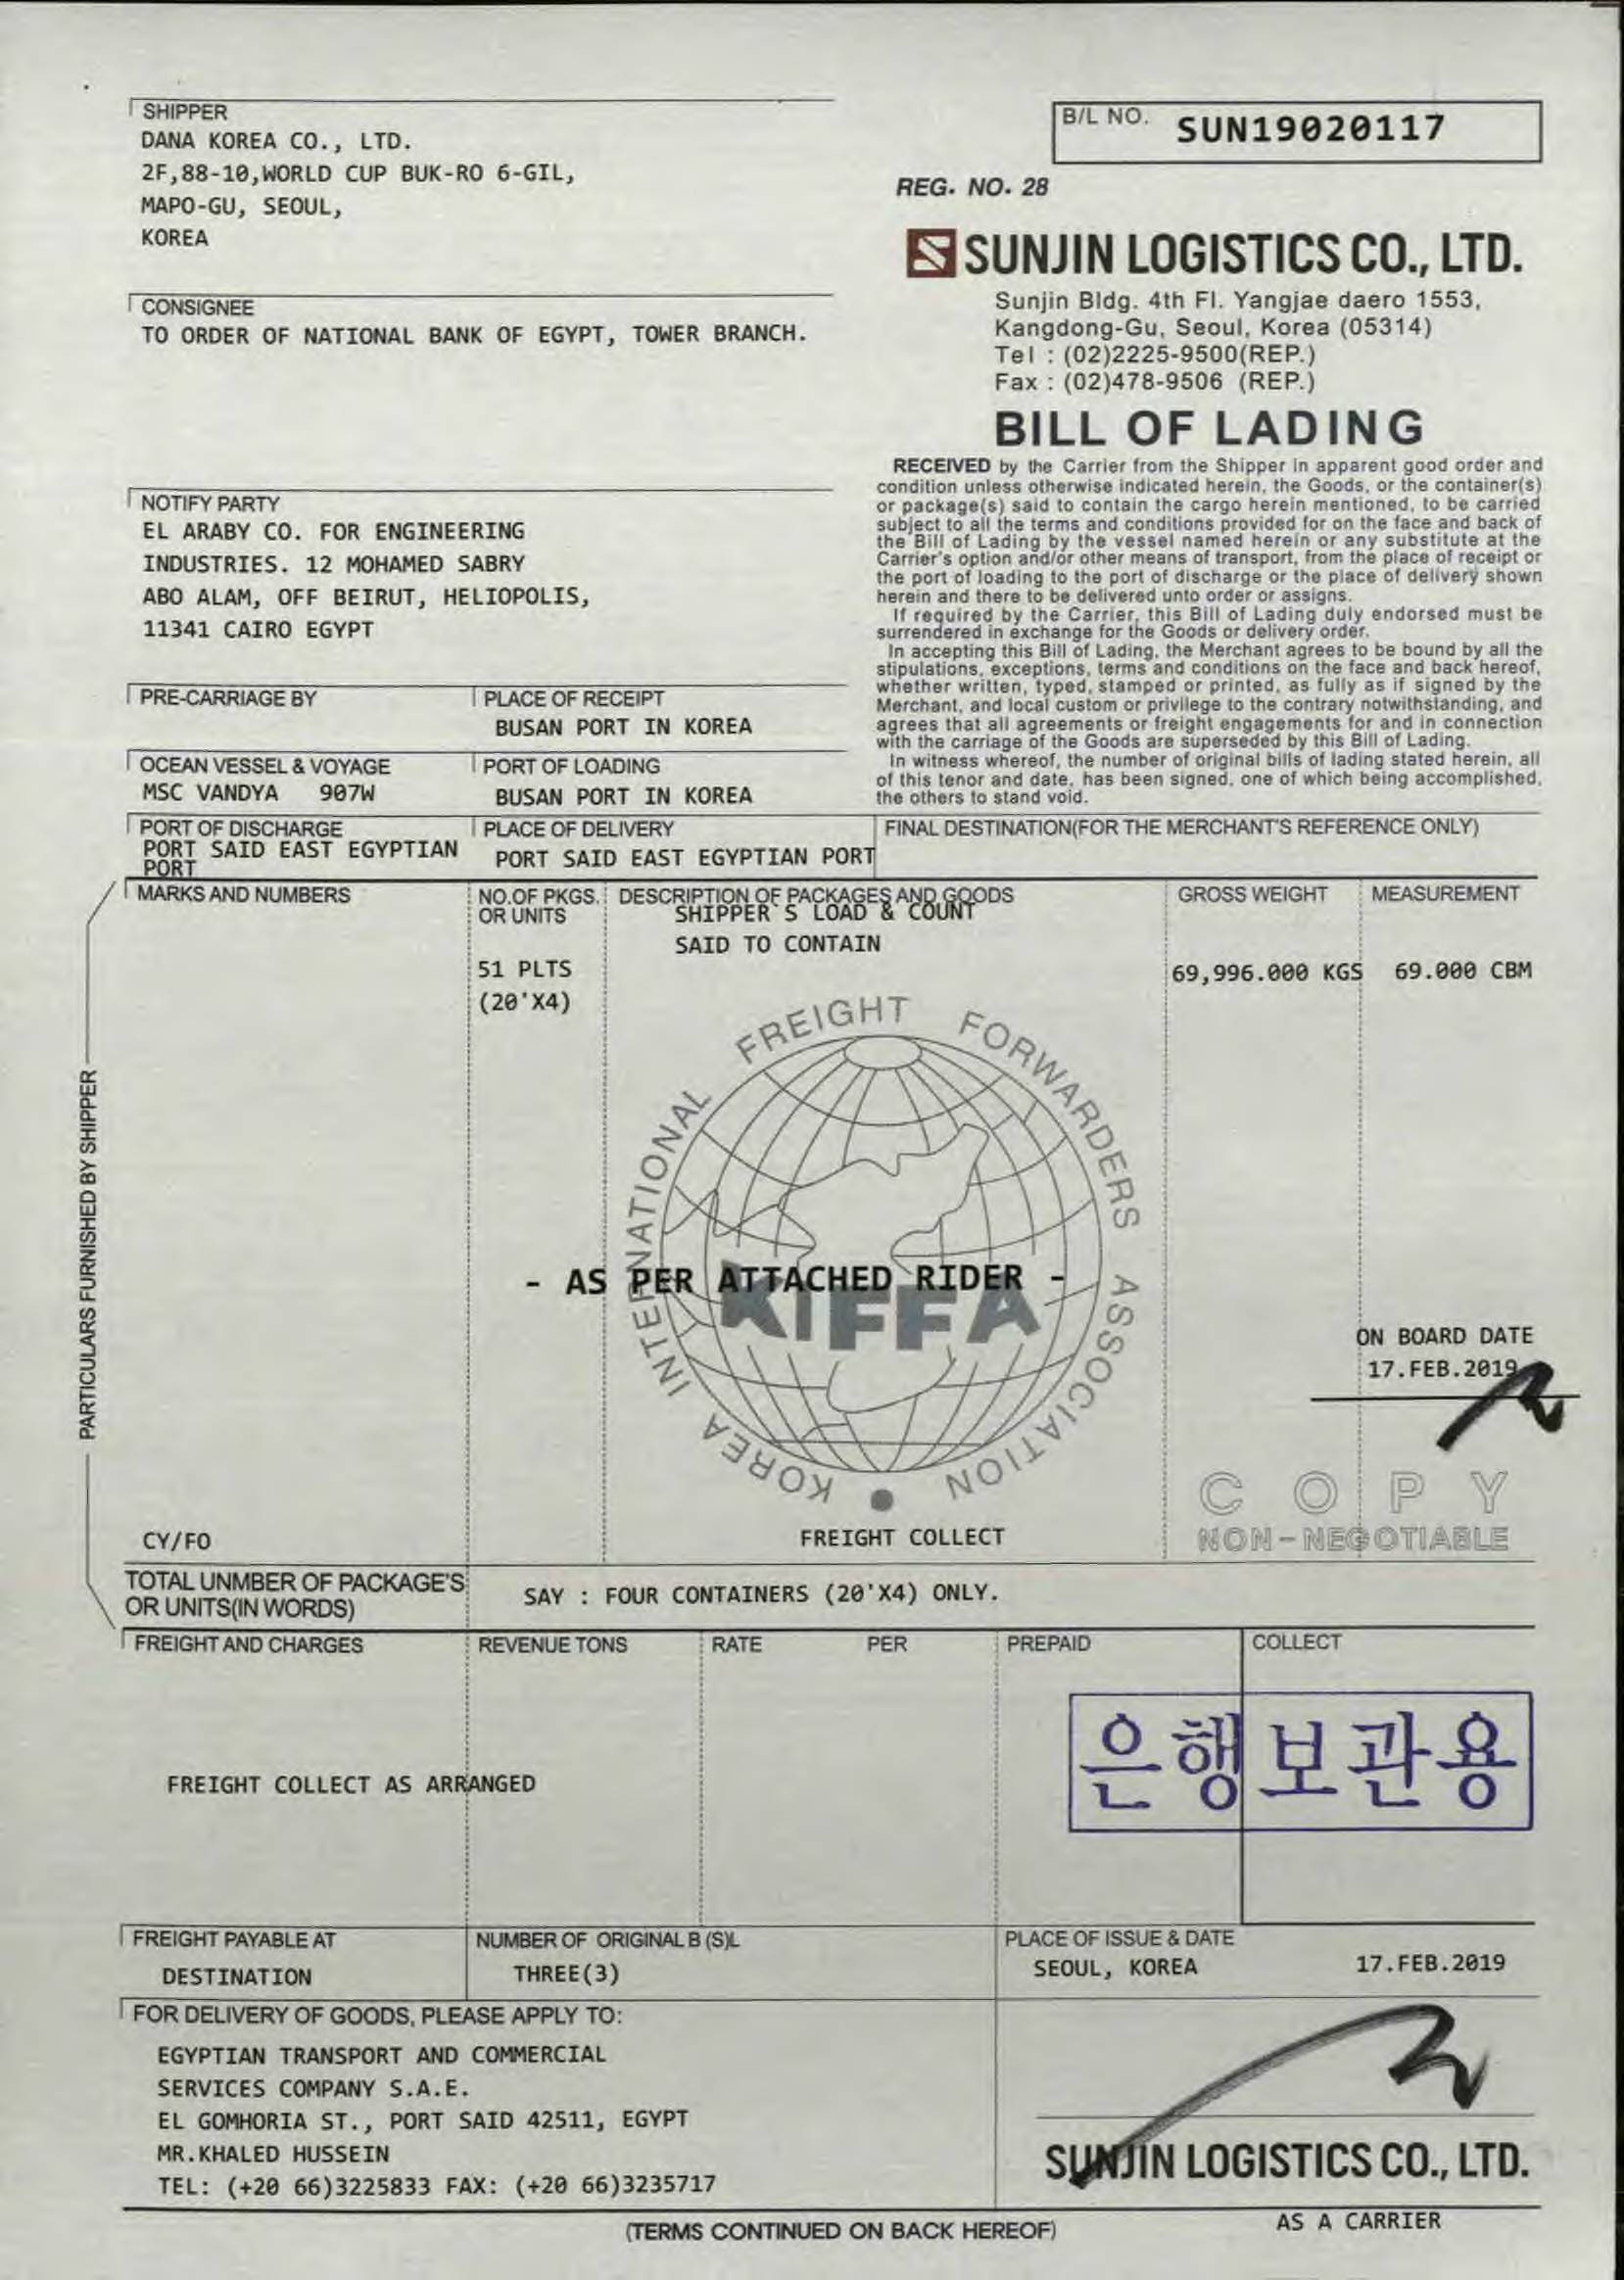 SHIPPER
DANA KOREA CO., LTD.
2F,88-10,WORLD CUP BUK-RO 6-GIL,
MAPO-GU, SEOUL,
KOREA
B/L NO. SUN19020117
REG. NO. 28
SUNJIN LOGISTICS CO., LTD.
Sunjin Bldg. 4th Fl. Yangjae daero 1553,
Kangdong-Gu, Seoul, Korea (05314)
Tel : (02)2225-9500(REP.)
Fax : (02)478-9506 (REP.)
CONSIGNEE
TO ORDER OF NATIONAL BANK OF EGYPT, TOWER BRANCH.
BILL OF LADING
RECEIVED by the Carrier from the Shipper in apparent good order and
condition unless otherwise indicated herein, the Goods, or the container(s)
or package(s) said to contain the cargo herein mentioned, to be carried
subject to all the terms and conditions provided for on the face and back of
the Bill of Lading by the vessel named herein or any substitute at the
Carrier's option and/or other means of transport, from the place of receipt or
the port of loading to the port of discharge or the place of delivery shown
herein and there to be delivered unto order or assigns.
If required by the Carrier, this Bill of Lading duly endorsed must be
surrendered in exchange for the Goods or delivery order.
In accepting this Bill of Lading, the Merchant agrees to be bound by all the
stipulations, exceptions, terms and conditions on the face and back hereof,
whether written, typed, stamped or printed, as fully as if signed by the
Merchant, and local custom or privilege to the contrary notwithstanding, and
agrees that all agreements or freight engagements for and in connection
with the carriage of the Goods are superseded by this Bill of Lading.
In witness whereof, the number of original bills of lading stated herein, all
of this tenor and date, has been signed, one of which being accomplished,
the others to stand void.
NOTIFY PARTY
EL ARABY CO. FOR ENGINEERING
INDUSTRIES. 12 MOHAMED SABRY
ABO ALAM, OFF BEIRUT, HELIOPOLIS,
11341 CAIRO EGYPT
PRE-CARRIAGE BY
PLACE OF RECEIPT
BUSAN PORT IN KOREA
OCEAN VESSEL & VOYAGE
MSC VANDYA 907W
PORT OF LOADING
BUSAN PORT IN KOREA
PORT OF DISCHARGE
PORT SAID EAST EGYPTIAN
PORT
PLACE OF DELIVERY
PORT SAID EAST EGYPTIAN PORT
FINAL DESTINATION(FOR THE MERCHANT'S REFERENCE ONLY)
PARTICULARS FURNISHED BY SHIPPER
MARKS AND NUMBERS
NO.OF PKGS.
OR UNITS
DESCRIPTION OF PACKAGES AND GOODS
GROSS WEIGHT
MEASUREMENT
SHIPPER`S LOAD & COUNT
SAID TO CONTAIN
51 PLTS
(20'X4)
69,996.000 KGS
69.000 CBM
KOREA INTERNATIONAL FREIGHT FORWARDERS ASSOCIATION
KIFFA
- AS PER ATTACHED RIDER -
ON BOARD DATE
17.FEB.2019
COPY
NON-NEGOTIABLE
CY/FO
FREIGHT COLLECT
TOTAL UNMBER OF PACKAGE'S
OR UNITS(IN WORDS)
SAY : FOUR CONTAINERS (20'X4) ONLY.
FREIGHT AND CHARGES
REVENUE TONS
RATE
PER
PREPAID
COLLECT
은행보관용
FREIGHT COLLECT AS ARRANGED
FREIGHT PAYABLE AT
DESTINATION
NUMBER OF ORIGINAL B (S)\L
THREE(3)
PLACE OF ISSUE & DATE
SEOUL, KOREA 17.FEB.2019
FOR DELIVERY OF GOODS, PLEASE APPLY TO:
EGYPTIAN TRANSPORT AND COMMERCIAL
SERVICES COMPANY S.A.E.
EL GOMHORIA ST., PORT SAID 42511, EGYPT
MR.KHALED HUSSEIN
TEL: (+20 66)3225833 FAX: (+20 66)3235717
SUNJIN LOGISTICS CO., LTD.
AS A CARRIER
(TERMS CONTINUED ON BACK HEREOF)